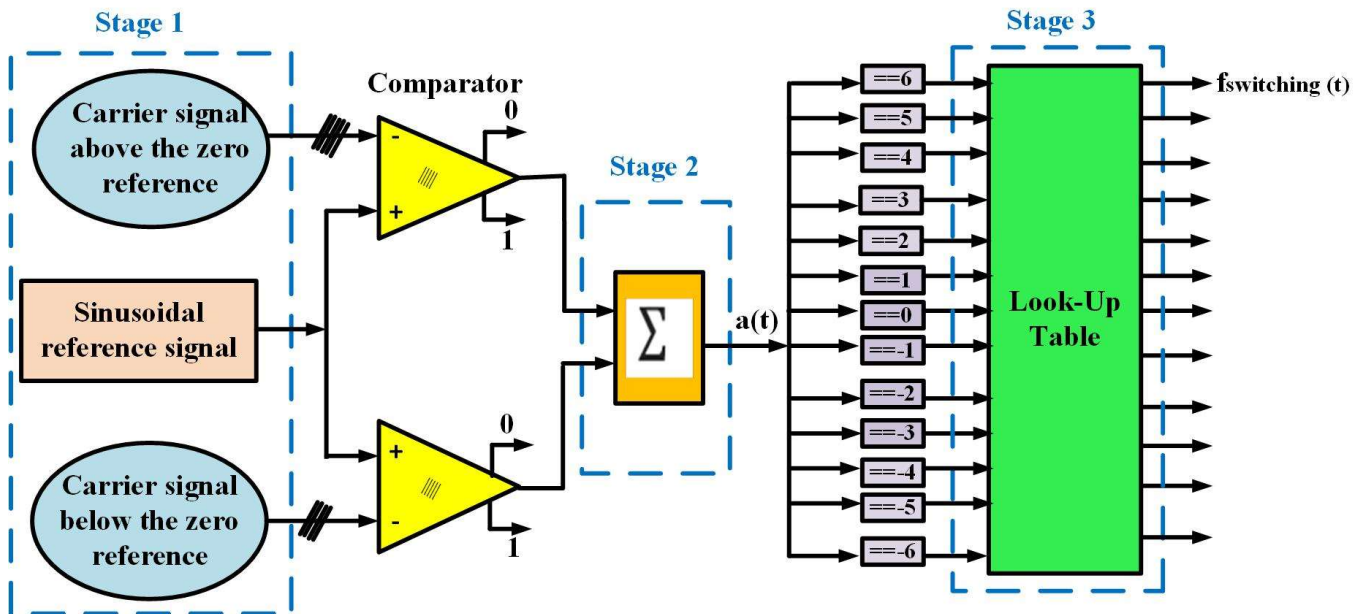 Stage 1
Carrier signal
above the zero
reference
Sinusoidal
reference signal
Carrier signal
below the zero
reference
Comparator
-
+
0
1
+
-
0
1
Stage 2
Σ
a(t)
==6
==5
==4
==3
==2
==1
==0
==-1
==-2
==-3
==-4
==-5
==-6
Stage 3
Look-Up
Table
fswitching (t)